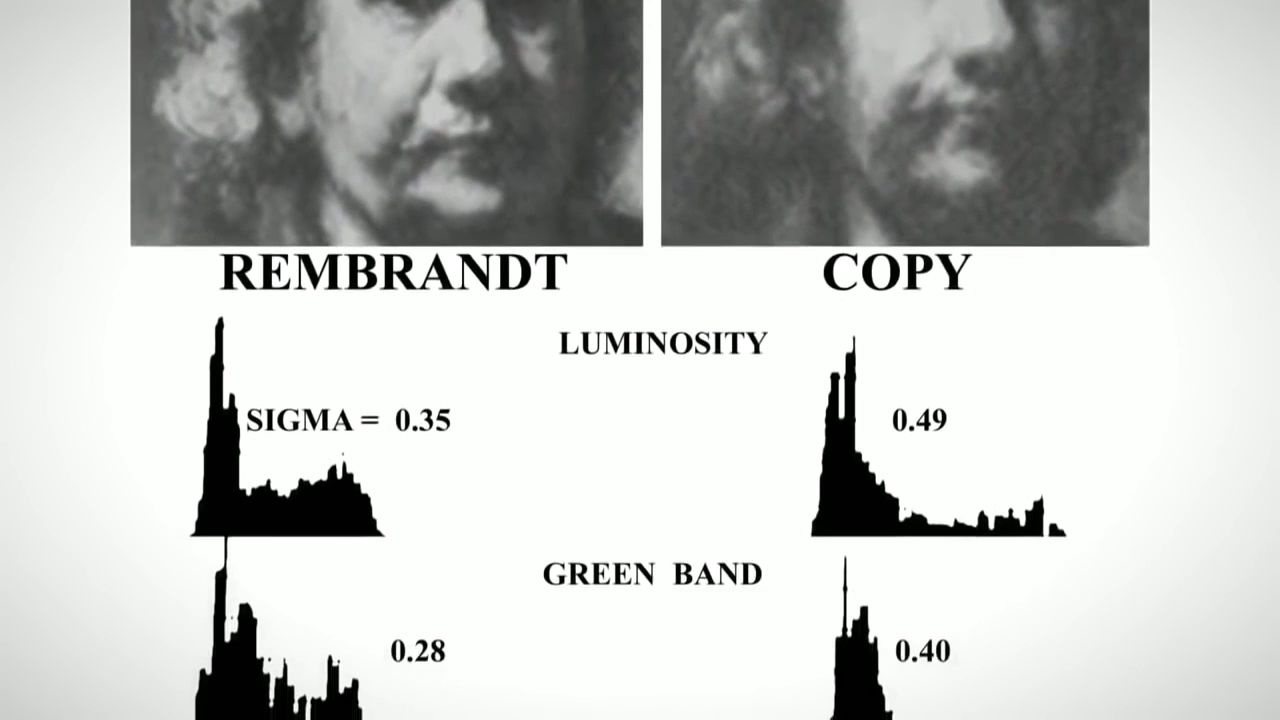 REMBRANDT COPY
LUMINOSITY
SIGMA = 0.35 0.49
GREEN BAND
0.28 0.40